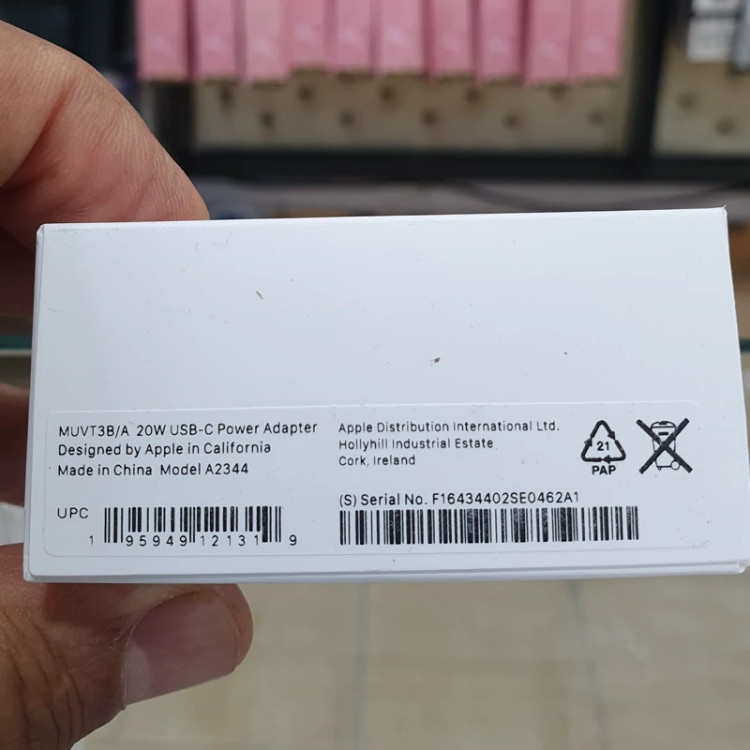 MUVT3B/A 20W USB-C Power Adapter
Designed by Apple in California
Made in China Model A2344
UPC
1 95949 12131 9
Apple Distribution International Ltd.
Hollyhill Industrial Estate
Cork, Ireland
(S) Serial No. F16434402SE0462A1
21
PAP